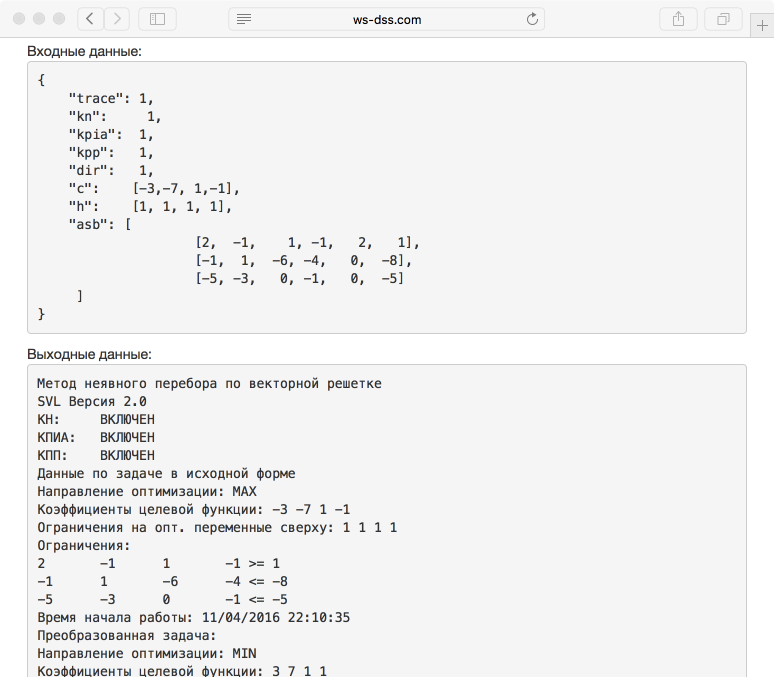 ws-dss.com
Входные данные:
{
    "trace": 1,
    "kn":     1,
    "kpia":  1,
    "kpp":   1,
    "dir":   1,
    "c":    [-3,-7, 1,-1],
    "h":    [1, 1, 1, 1],
    "asb": [
                    [2,  -1,    1, -1,   2,   1],
                    [-1,  1,  -6, -4,   0,  -8],
                    [-5, -3,   0, -1,   0,  -5]
     ]
}
Выходные данные:
Метод неявного перебора по векторной решетке
SVL Версия 2.0
КН:     ВКЛЮЧЕН
КПИА:   ВКЛЮЧЕН
КПП:    ВКЛЮЧЕН
Данные по задаче в исходной форме
Направление оптимизации: MAX
Коэффициенты целевой функции: -3 -7 1 -1
Ограничения на опт. переменные сверху: 1 1 1 1
Ограничения:
2       -1      1       -1 >= 1
-1      1       -6      -4 <= -8
-5      -3      0       -1 <= -5
Время начала работы: 11/04/2016 22:10:35
Преобразованная задача:
Направление оптимизации: MIN
Коэффициенты целевой функции: 3 7 1 1